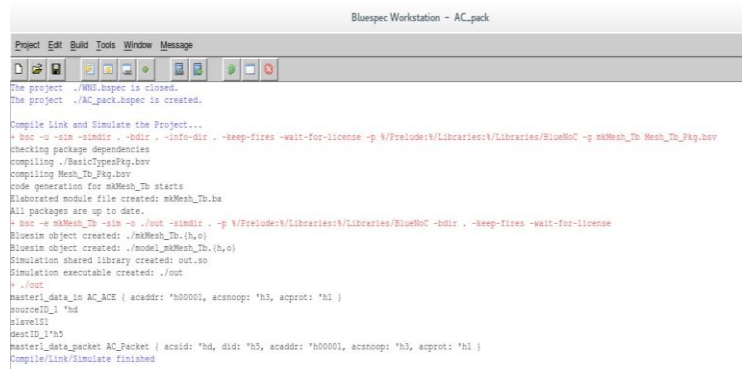 Bluespec Workstation - AC_pack
Project Edit Build Tools Window Message
The project ./WNS.bspec is closed.
The project ./AC_pack.bspec is created.
Compile Link and Simulate the Project...
+ bsc -u -sim -simdir . -bdir . -info-dir . -keep-fires -wait-for-license -p %/Prelude:%/Libraries:%/Libraries/BlueNoC -g mkMesh_Tb Mesh_Tb_Pkg.bsv
checking package dependencies
compiling ./BasicTypesPkg.bsv
compiling Mesh_Tb_Pkg.bsv
code generation for mkMesh_Tb starts
Elaborated module file created: mkMesh_Tb.ba
All packages are up to date.
+ bsc -e mkMesh_Tb -sim -o ./out -simdir . -p %/Prelude:%/Libraries:%/Libraries/BlueNoC -bdir . -keep-fires -wait-for-license
Bluesim object created: ./mkMesh_Tb.{h,o}
Bluesim object created: ./model_mkMesh_Tb.{h,o}
Simulation shared library created: out.so
Simulation executable created: ./out
+ ./out
master1_data_in AC_ACE { acaddr: 'h00001, acsnoop: 'h3, acprot: 'h1 }
sourceID_1 'hd
slave1S1
destID_1'h5
master1_data_packet AC_Packet { acsid: 'hd, did: 'h5, acaddr: 'h00001, acsnoop: 'h3, acprot: 'h1 }
Compile/Link/Simulate finished